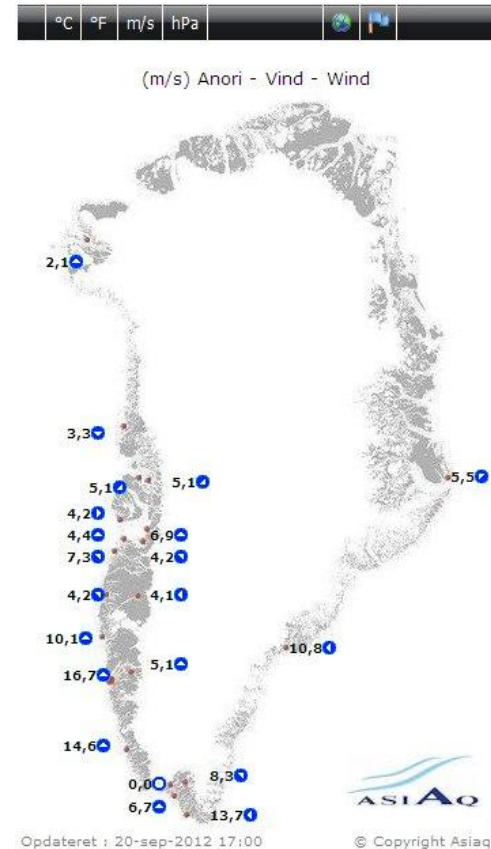 °C °F m/s hPa
(m/s) Anori - Vind - Wind
2,1
3,3
5,1 5,1 5,5
4,2
4,4 6,9
7,3 4,2
4,2 4,1
10,1 10,8
16,7 5,1
14,6
0,0 8,3
6,7 13,7
ASIAQ
Opdateret : 20-sep-2012 17:00 © Copyright Asiaq